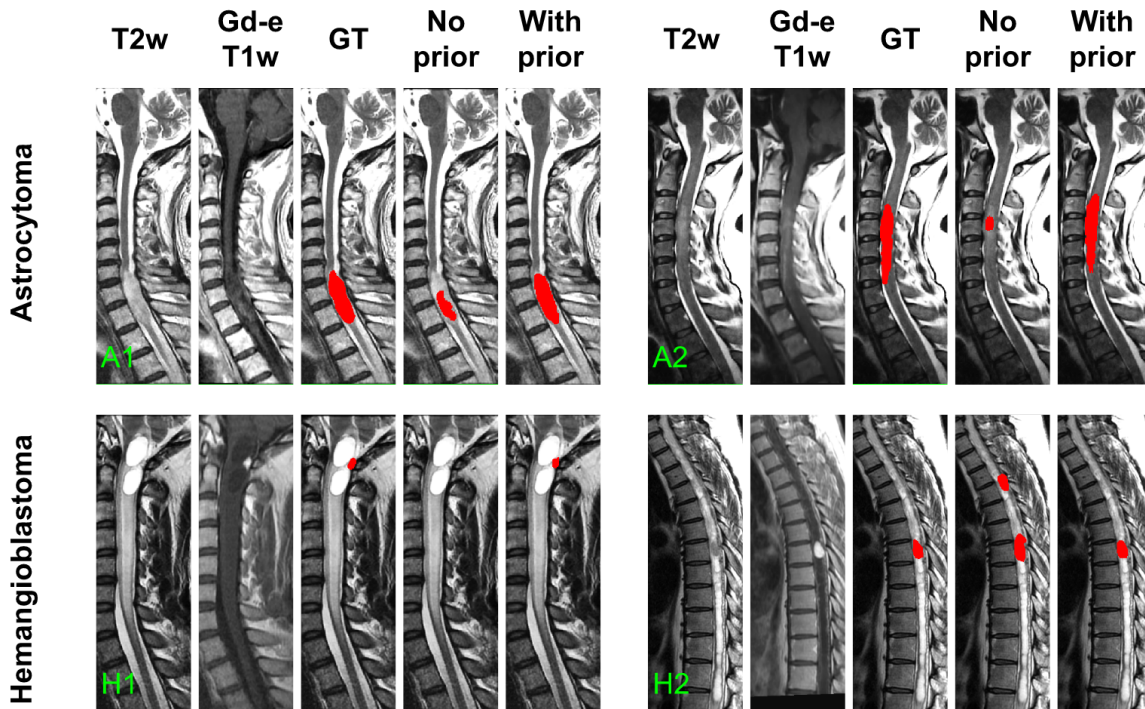 T2w
Gd-e
T1w
GT
No
prior
With
prior
T2w
Gd-e
T1w
GT
No
prior
With
prior
Astrocytoma
A1
A2
Hemangioblastoma
H1
H2